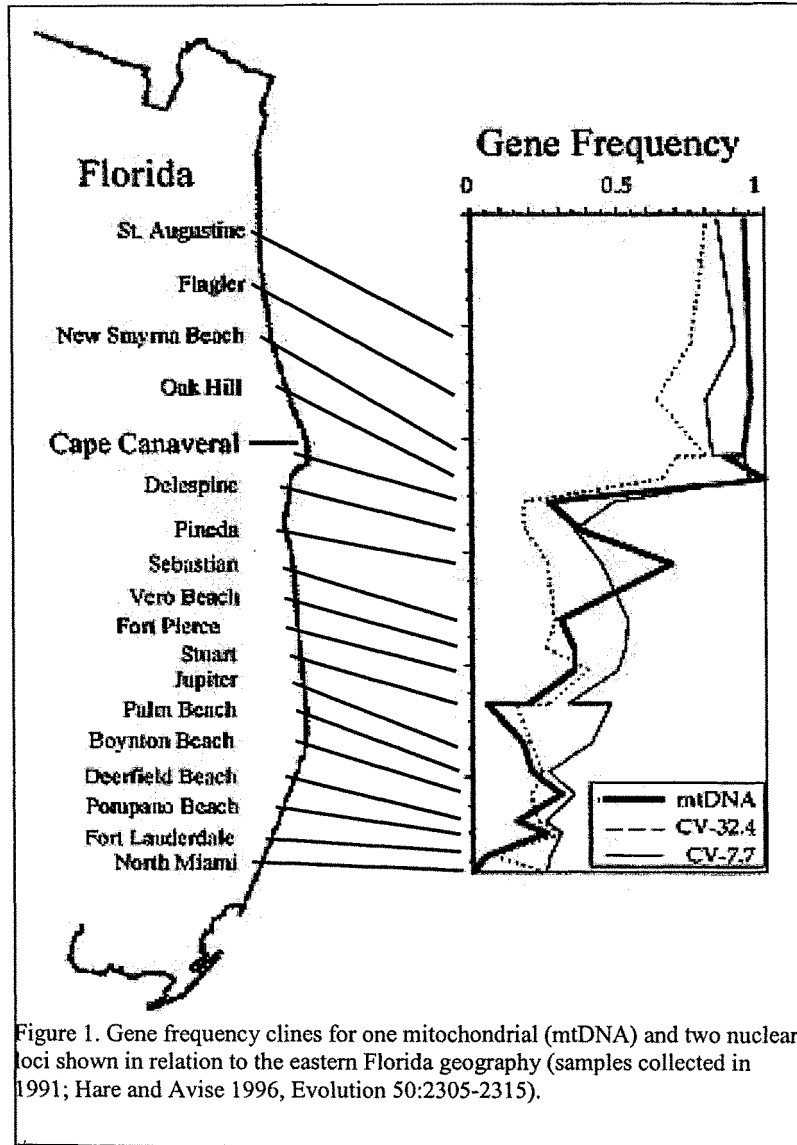 Gene Frequency
0 0.5 1
Florida
St. Augustine
Flagler
New Smyrna Beach
Oak Hill
Cape Canaveral
Delespine
Pineda
Sebastian
Vero Beach
Fort Pierce
Stuart
Jupiter
Palm Beach
Boynton Beach
Deerfield Beach
Pompano Beach
Fort Lauderdale
North Miami
mtDNA
CV-32.4
CV-7.7
Figure 1. Gene frequency clines for one mitochondrial (mtDNA) and two nuclear
loci shown in relation to the eastern Florida geography (samples collected in
1991; Hare and Avise 1996, Evolution 50:2305-2315).